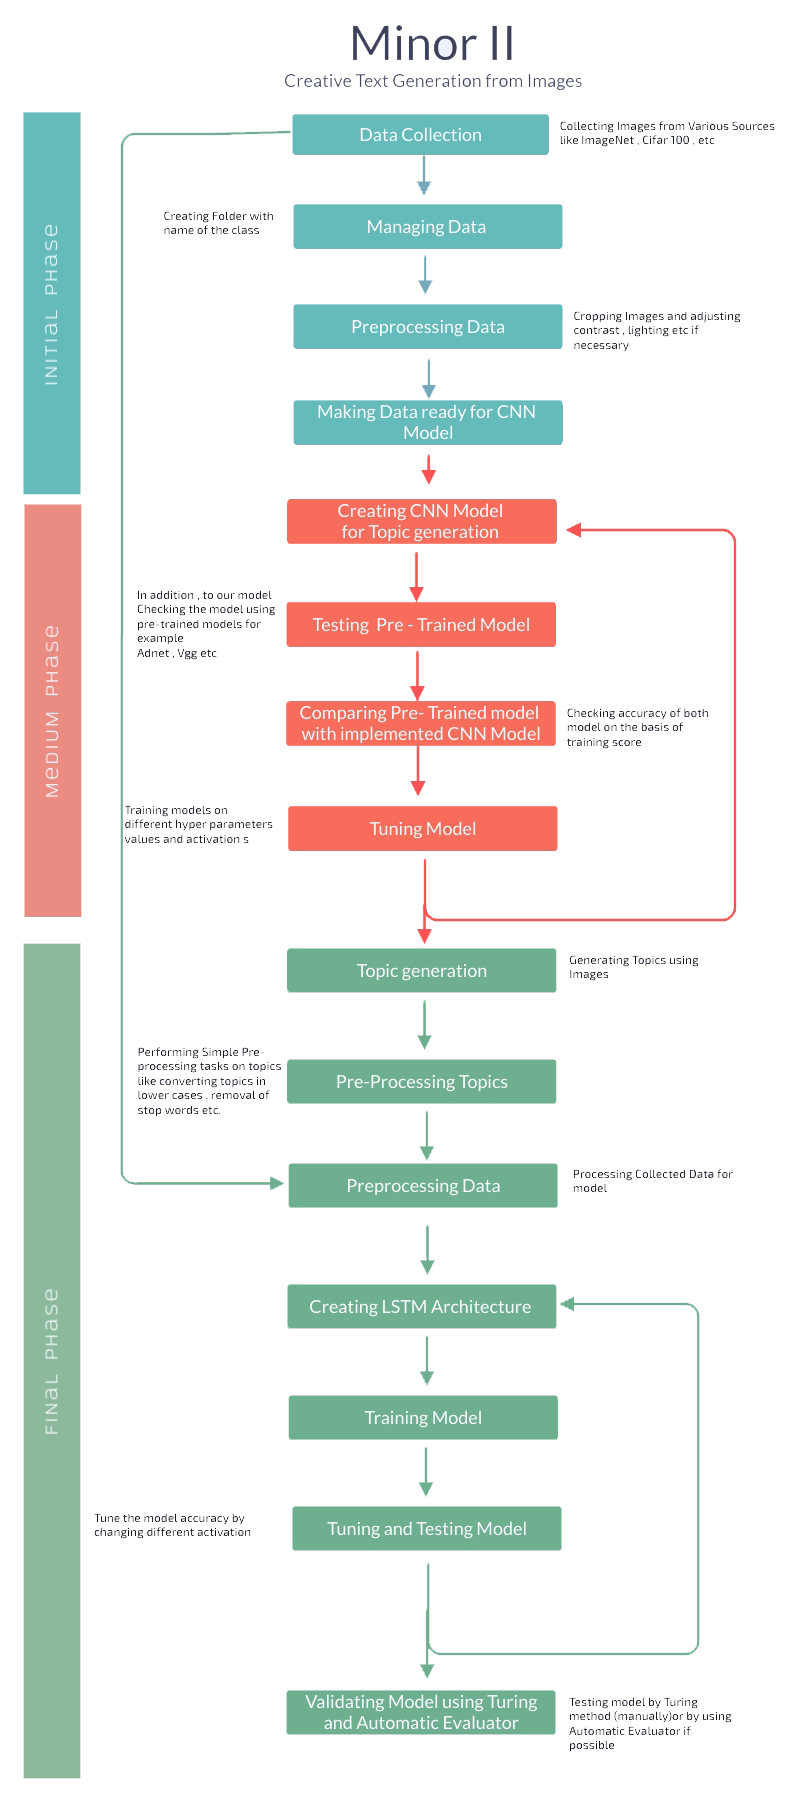 Minor II
Creative Text Generation from Images
INITIAL PHASE
Data Collection
Collecting Images from Various Sources
like ImageNet , Cifar 100 , etc
Creating Folder with
name of the class
Managing Data
Preprocessing Data
Cropping Images and adjusting
contrast , lighting etc if
necessary
Making Data ready for CNN
Model
MEDIUM PHASE
Creating CNN Model
for Topic generation
In addition , to our model
Checking the model using
pre-trained models for
example
Adnet , Vgg etc
Testing Pre - Trained Model
Comparing Pre- Trained model
with implemented CNN Model
Checking accuracy of both
model on the basis of
training score
Training models on
different hyper parameters
values and activation s
Tuning Model
FINAL PHASE
Topic generation
Generating Topics using
Images
Performing Simple Pre-
processing tasks on topics
like converting topics in
lower cases , removal of
stop words etc.
Pre-Processing Topics
Preprocessing Data
Processing Collected Data for
model
Creating LSTM Architecture
Training Model
Tune the model accuracy by
changing different activation
Tuning and Testing Model
Validating Model using Turing
and Automatic Evaluator
Testing model by Turing
method (manually)or by using
Automatic Evaluator if
possible